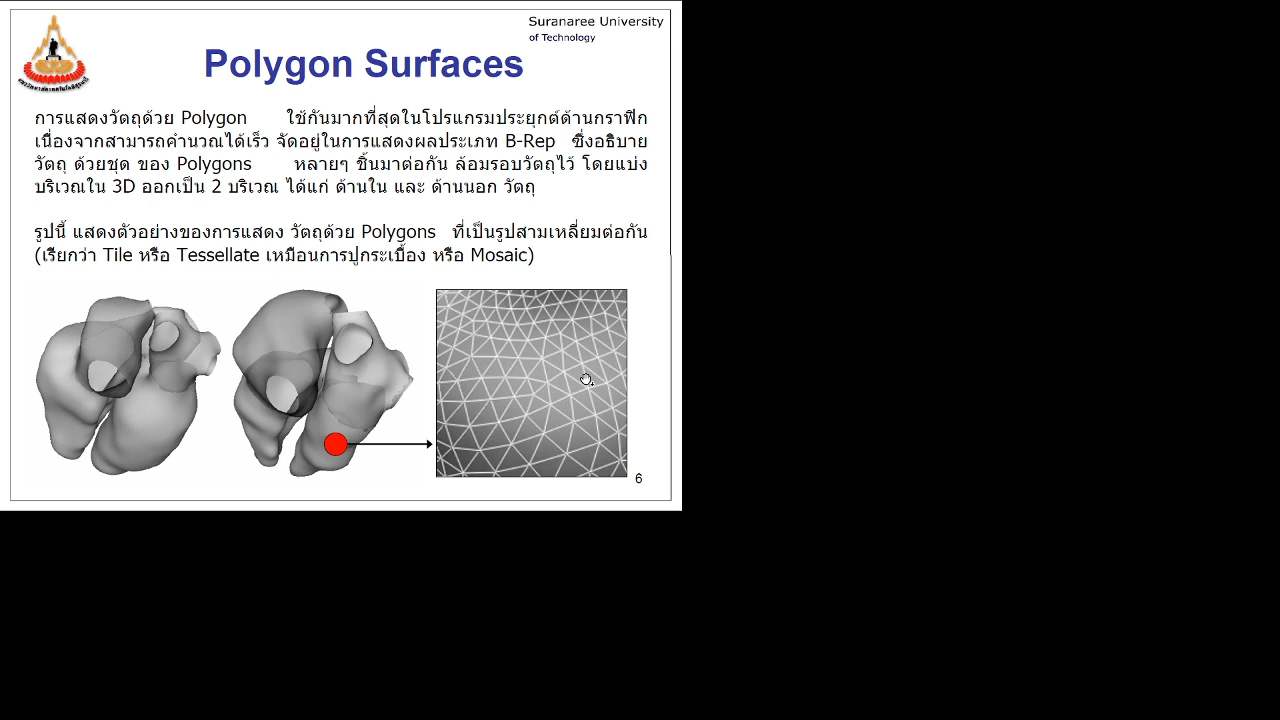 Suranaree University
of Technology
Polygon Surfaces
การแสดงวัตถุด้วย Polygon ใช้กันมากที่สุดในโปรแกรมประยุกต์ด้านกราฟิก
เนื่องจากสามารถคำนวณได้เร็ว จัดอยู่ในการแสดงผลประเภท B-Rep ซึ่งอธิบาย
วัตถุ ด้วยชุด ของ Polygons หลายๆ ชิ้นมาต่อกัน ล้อมรอบวัตถุไว้ โดยแบ่ง
บริเวณใน 3D ออกเป็น 2 บริเวณ ได้แก่ ด้านใน และ ด้านนอก วัตถุ
รูปนี้ แสดงตัวอย่างของการแสดง วัตถุด้วย Polygons ที่เป็นรูปสามเหลี่ยมต่อกัน
(เรียกว่า Tile หรือ Tessellate เหมือนการปูกระเบื้อง หรือ Mosaic)
6